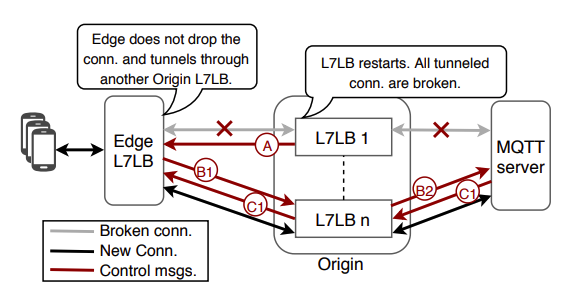 Edge does not drop the
conn. and tunnels through
another Origin L7LB.
L7LB restarts. All tunneled
conn. are broken.
Edge
L7LB
L7LB 1
MQTT
server
A
B1
C1
B2
C1
L7LB n
Origin
Broken conn.
New Conn.
Control msgs.